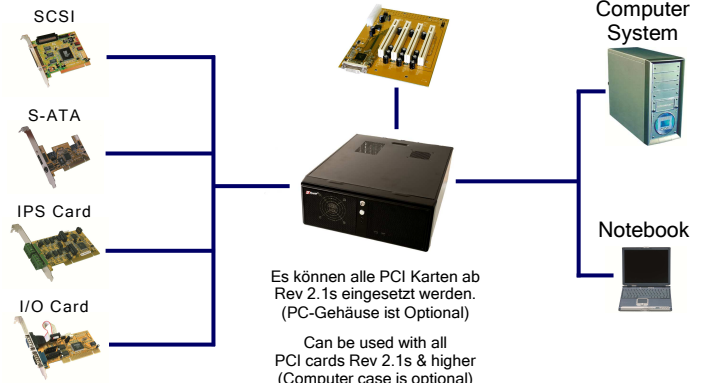 SCSI
S-ATA
IPS Card
I/O Card
Es können alle PCI Karten ab
Rev 2.1s eingesetzt werden.
(PC-Gehäuse ist Optional)
Can be used with all
PCI cards Rev 2.1s & higher
(Computer case is optional)
Computer
System
Notebook